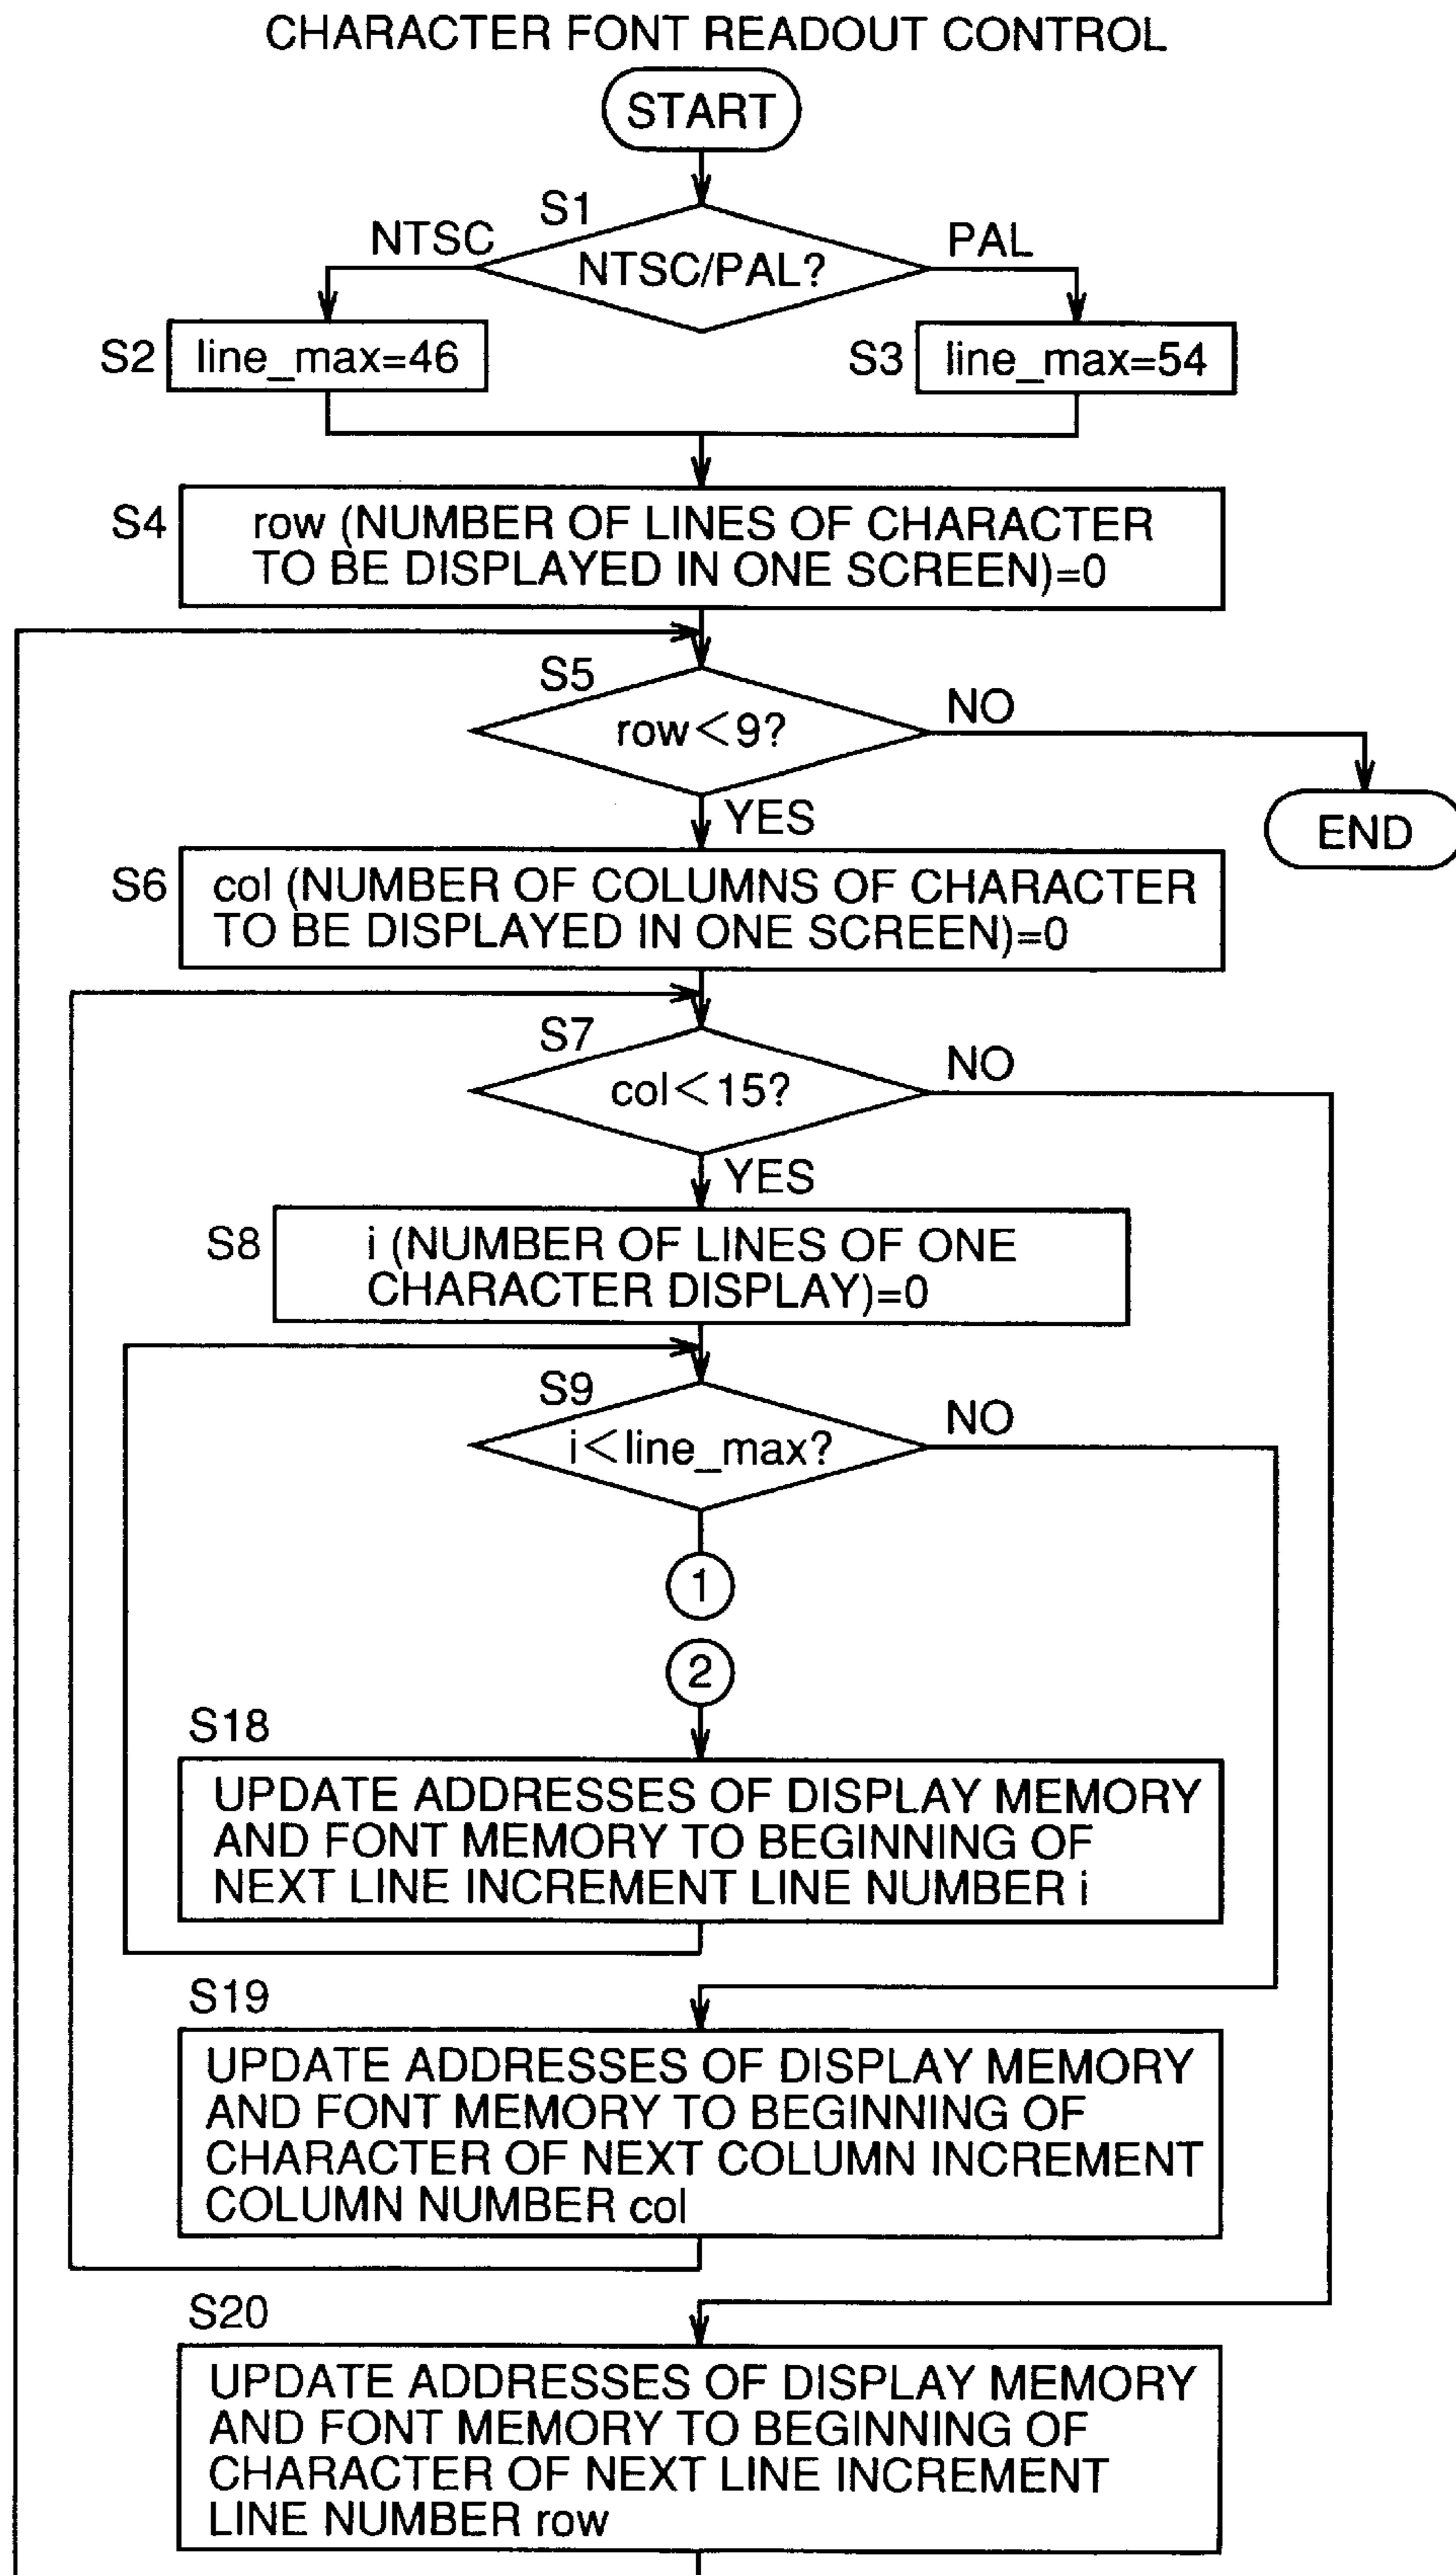 CHARACTER FONT READOUT CONTROL
START
S1
NTSC
NTSC/PAL?
PAL
S2
line_max=46
S3
line_max=54
S4
row (NUMBER OF LINES OF CHARACTER
TO BE DISPLAYED IN ONE SCREEN)=0
S5
row<9?
NO
YES
END
S6
col (NUMBER OF COLUMNS OF CHARACTER
TO BE DISPLAYED IN ONE SCREEN)=0
S7
col<15?
NO
YES
S8
i (NUMBER OF LINES OF ONE
CHARACTER DISPLAY)=0
S9
i<line_max?
NO
1
2
S18
UPDATE ADDRESSES OF DISPLAY MEMORY
AND FONT MEMORY TO BEGINNING OF
NEXT LINE INCREMENT LINE NUMBER i
S19
UPDATE ADDRESSES OF DISPLAY MEMORY
AND FONT MEMORY TO BEGINNING OF
CHARACTER OF NEXT COLUMN INCREMENT
COLUMN NUMBER col
S20
UPDATE ADDRESSES OF DISPLAY MEMORY
AND FONT MEMORY TO BEGINNING OF
CHARACTER OF NEXT LINE INCREMENT
LINE NUMBER row